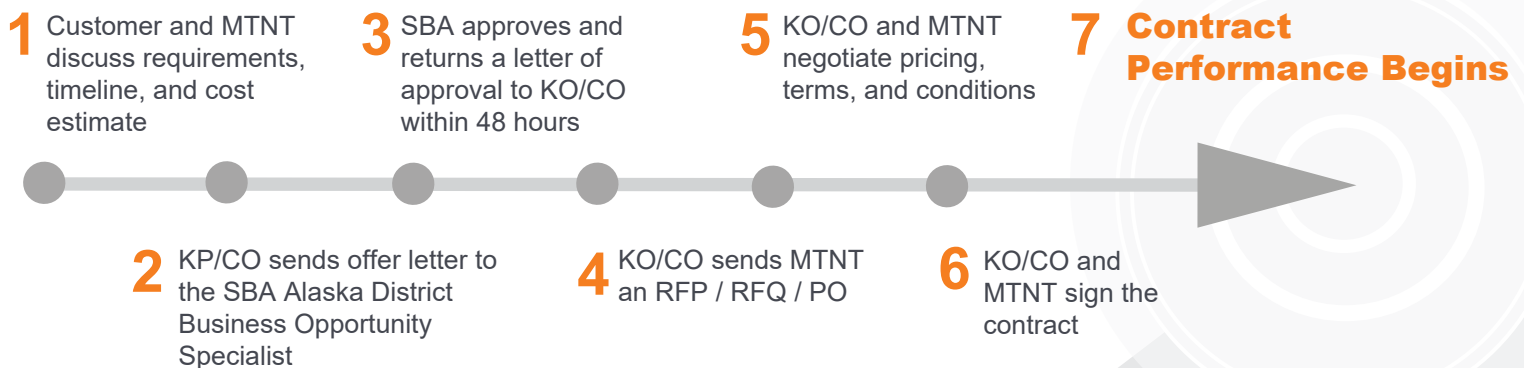 1 Customer and MTNT
discuss requirements,
timeline, and cost
estimate
2 KP/CO sends offer letter to
the SBA Alaska District
Business Opportunity
Specialist
3 SBA approves and
returns a letter of
approval to KO/CO
within 48 hours
4 KO/CO sends MTNT
an RFP / RFQ / PO
5 KO/CO and MTNT
negotiate pricing,
terms, and conditions
6 KO/CO and
MTNT sign the
contract
7 Contract
Performance Begins